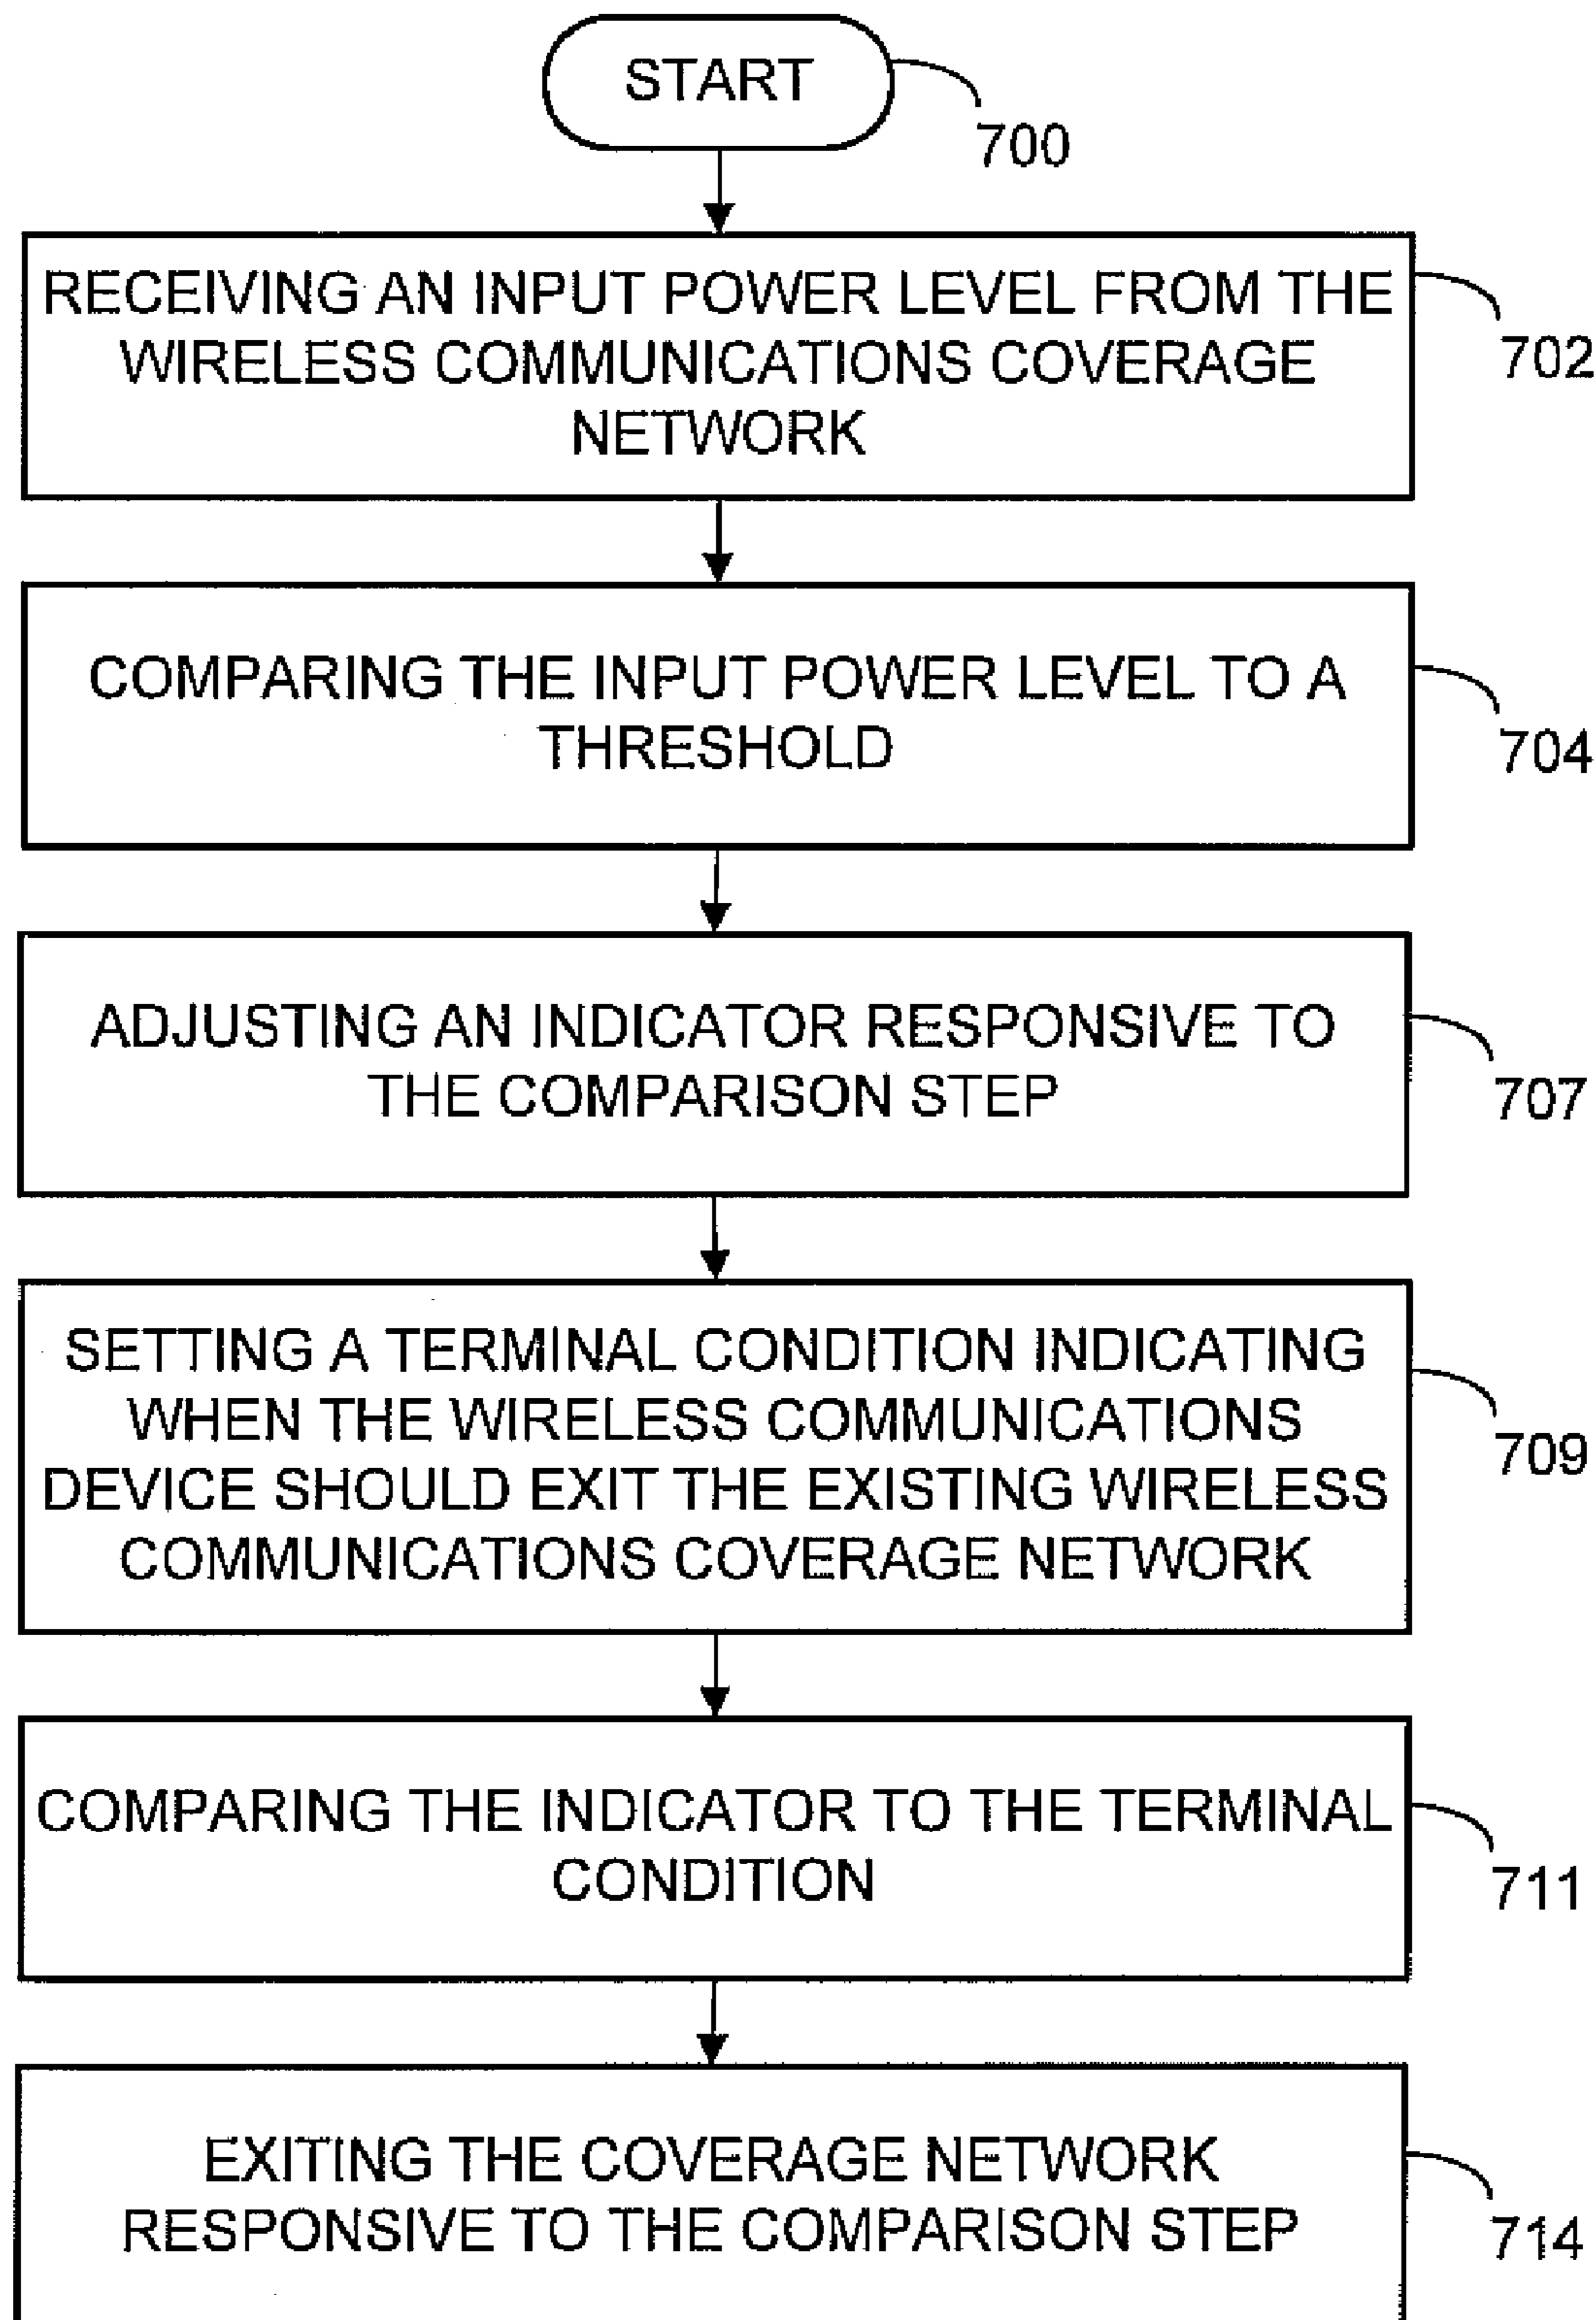 START
700
RECEIVING AN INPUT POWER LEVEL FROM THE
WIRELESS COMMUNICATIONS COVERAGE
NETWORK
702
COMPARING THE INPUT POWER LEVEL TO A
THRESHOLD
704
ADJUSTING AN INDICATOR RESPONSIVE TO
THE COMPARISON STEP
707
SETTING A TERMINAL CONDITION INDICATING
WHEN THE WIRELESS COMMUNICATIONS
DEVICE SHOULD EXIT THE EXISTING WIRELESS
COMMUNICATIONS COVERAGE NETWORK
709
COMPARING THE INDICATOR TO THE TERMINAL
CONDITION
711
EXITING THE COVERAGE NETWORK
RESPONSIVE TO THE COMPARISON STEP
714